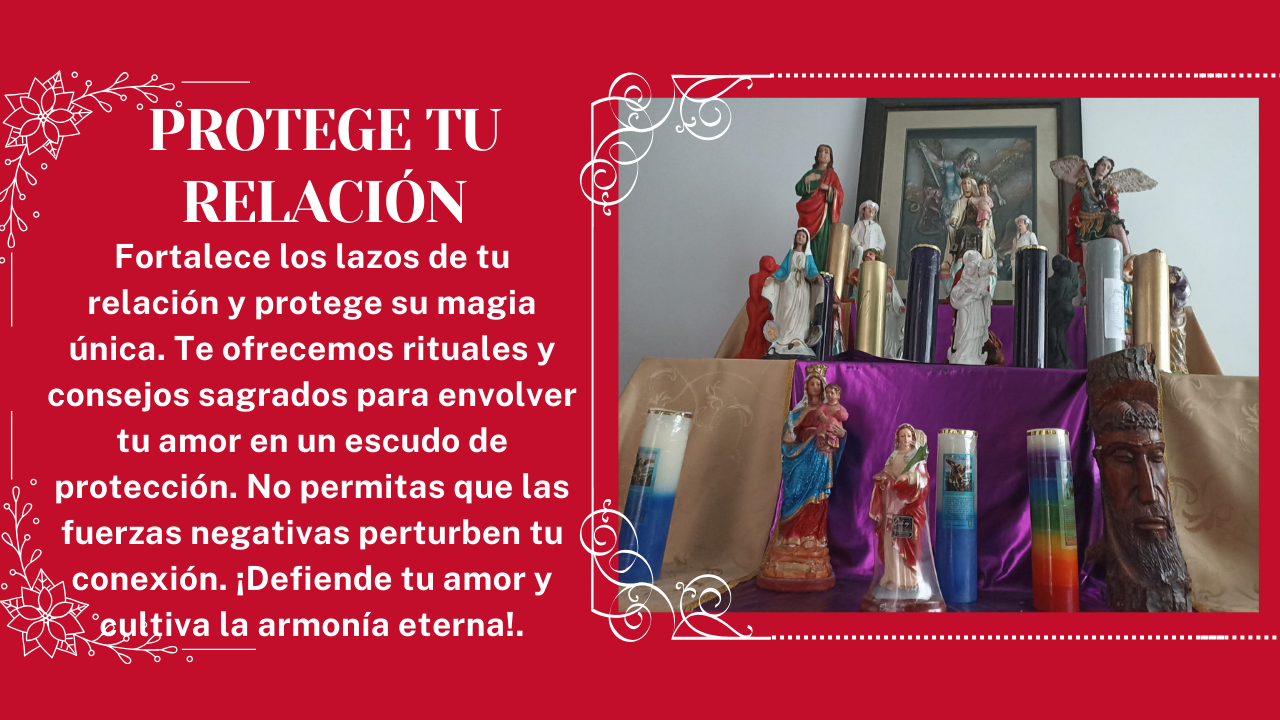 PROTEGE TU
RELACIÓN
Fortalece los lazos de tu
relación y protege su magia
única. Te ofrecemos rituales y
consejos sagrados para envolver
tu amor en un escudo de
protección. No permitas que las
fuerzas negativas perturben tu
conexión. ¡Defiende tu amor y
cultiva la armonía eterna!.